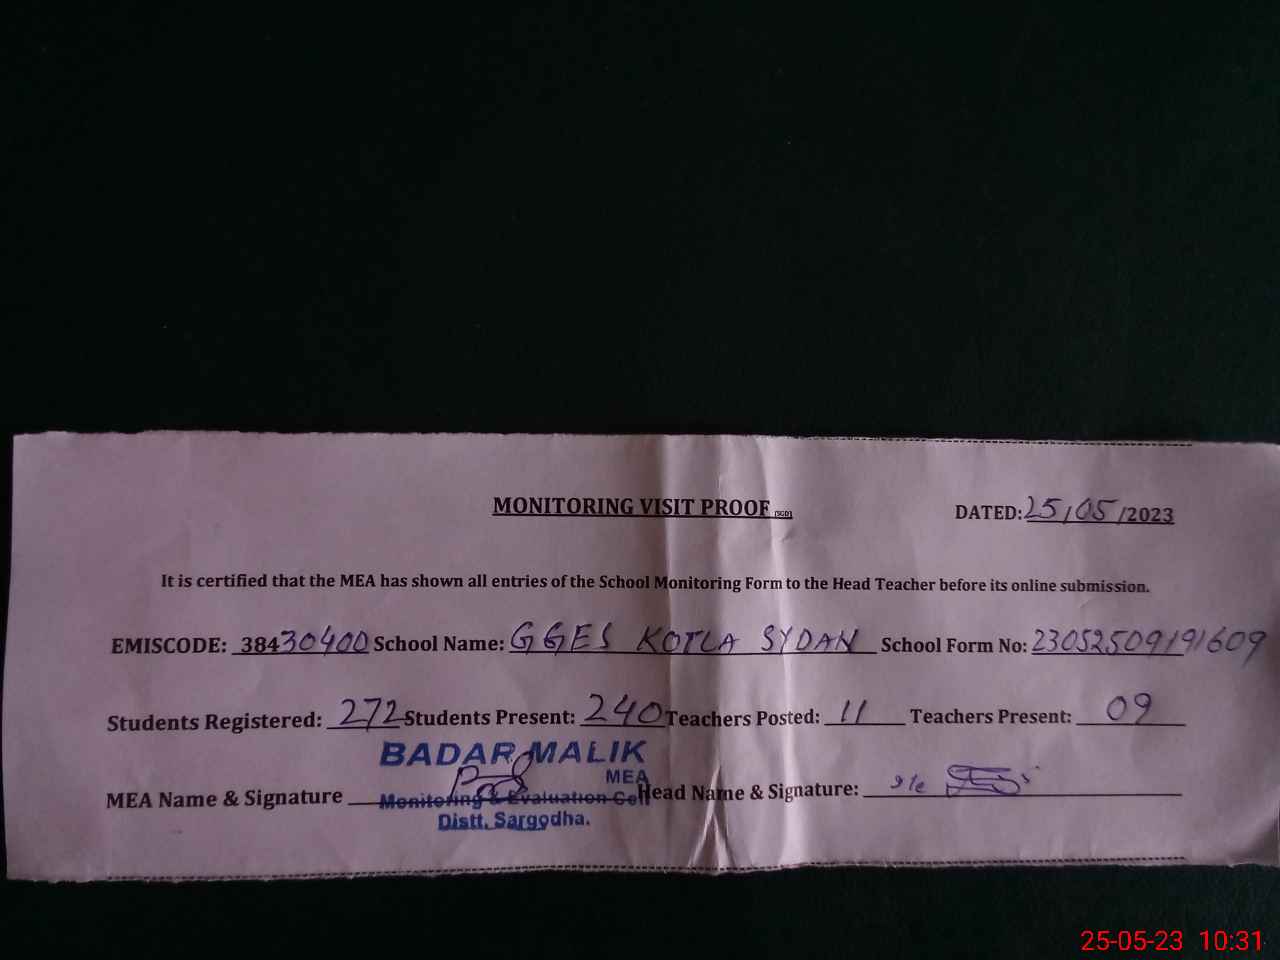 MONITORING VISIT PROOF (SGD) DATED: 25/05/2023
It is certified that the MEA has shown all entries of the School Monitoring Form to the Head Teacher before its online submission.
EMISCODE: 38430400 School Name: GGES KOTLA SYDAN School Form No: 23052509191609
Students Registered: 272 Students Present: 240 Teachers Posted: 11 Teachers Present: 09
BADAR MALIK
MEA
MEA Name & Signature Monitoring & Evaluation Cell Head Name & Signature:
Distt. Sargodha.
25-05-23 10:31